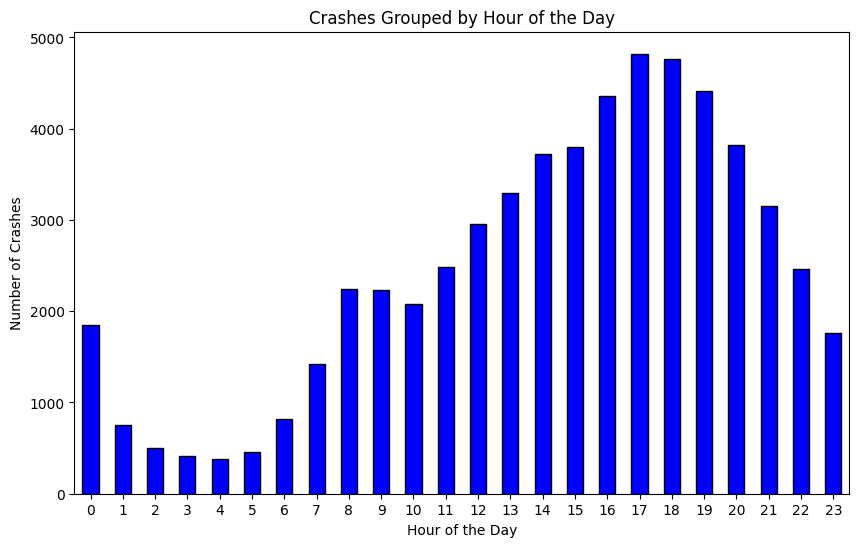 Crashes Grouped by Hour of the Day
5000
4000
3000
2000
1000
0
Number of Crashes
0 1 2 3 4 5 6 7 8 9 10 11 12 13 14 15 16 17 18 19 20 21 22 23
Hour of the Day